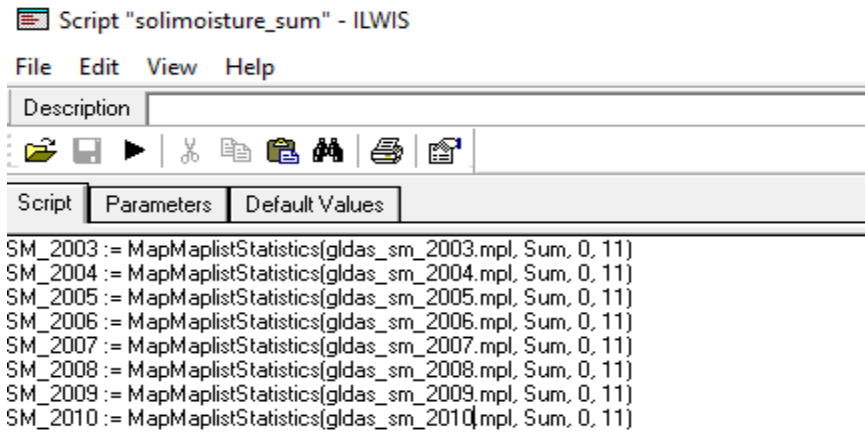 Script "solimoisture_sum" - ILWIS
File Edit View Help
Description
Script Parameters Default Values
SM_2003 := MapMaplistStatistics(gldas_sm_2003.mpl, Sum, 0, 11)
SM_2004 := MapMaplistStatistics(gldas_sm_2004.mpl, Sum, 0, 11)
SM_2005 := MapMaplistStatistics(gldas_sm_2005.mpl, Sum, 0, 11)
SM_2006 := MapMaplistStatistics(gldas_sm_2006.mpl, Sum, 0, 11)
SM_2007 := MapMaplistStatistics(gldas_sm_2007.mpl, Sum, 0, 11)
SM_2008 := MapMaplistStatistics(gldas_sm_2008.mpl, Sum, 0, 11)
SM_2009 := MapMaplistStatistics(gldas_sm_2009.mpl, Sum, 0, 11)
SM_2010 := MapMaplistStatistics(gldas_sm_2010.mpl, Sum, 0, 11)